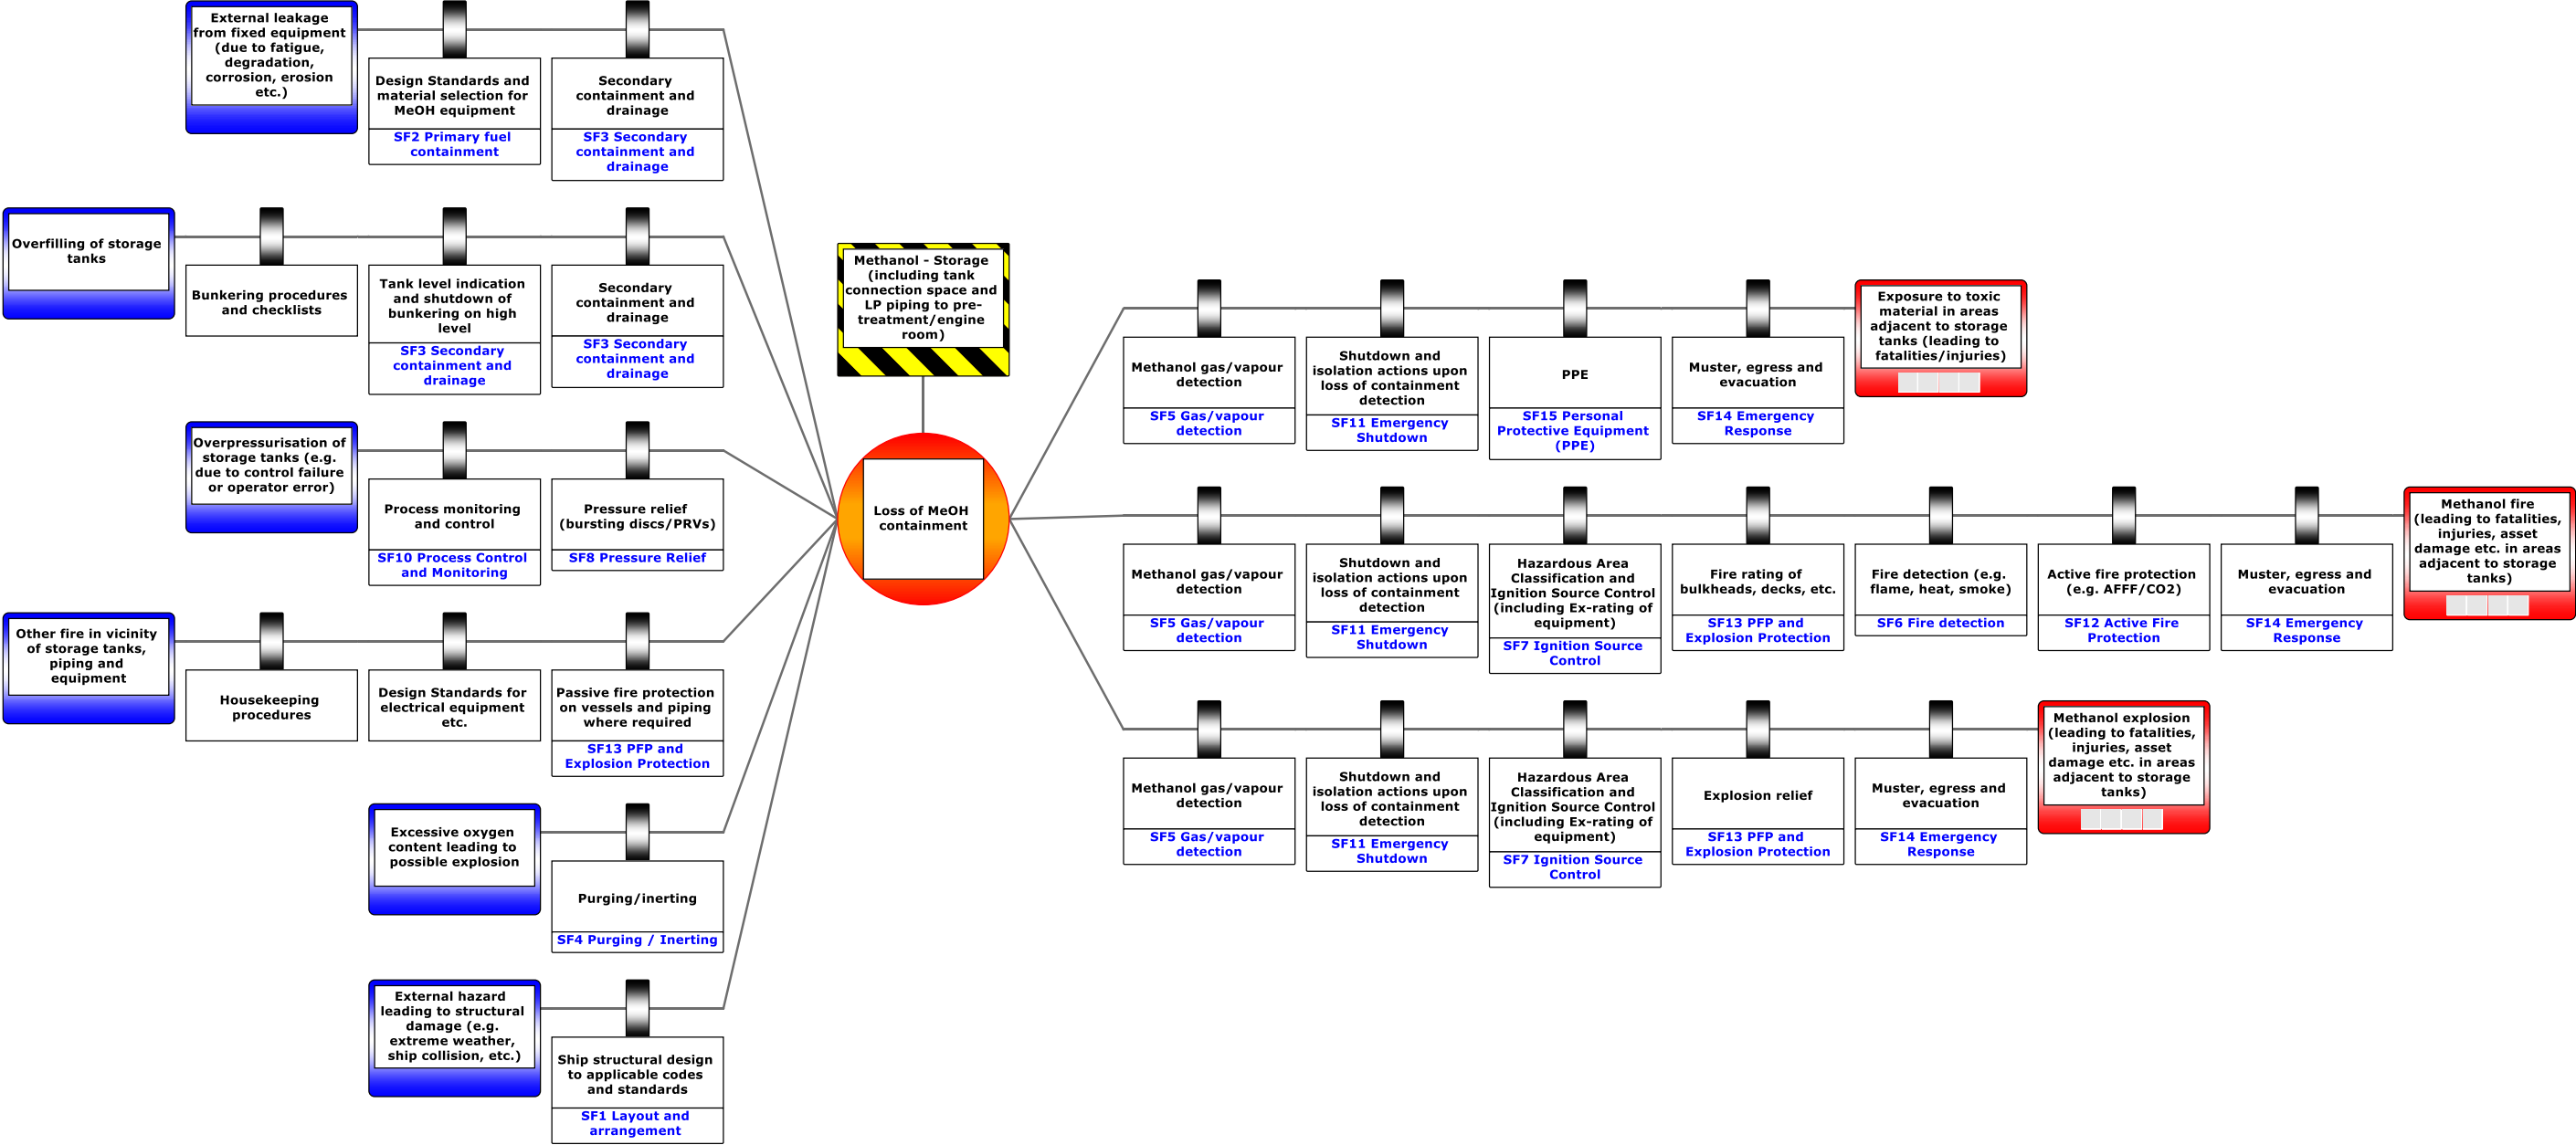 External leakage
from fixed equipment
(due to fatigue,
degradation,
corrosion, erosion
etc.)
Design Standards and
material selection for
MeOH equipment
SF2 Primary fuel
containment
Secondary
containment and
drainage
SF3 Secondary
containment and
drainage
Overfilling of storage
tanks
Bunkering procedures
and checklists
Tank level indication
and shutdown of
bunkering on high
level
SF3 Secondary
containment and
drainage
Secondary
containment and
drainage
SF3 Secondary
containment and
drainage
Overpressurisation of
storage tanks (e.g.
due to control failure
or operator error)
Process monitoring
and control
SF10 Process Control
and Monitoring
Pressure relief
(bursting discs/PRVs)
SF8 Pressure Relief
Other fire in vicinity
of storage tanks,
piping and
equipment
Housekeeping
procedures
Design Standards for
electrical equipment
etc.
Passive fire protection
on vessels and piping
where required
SF13 PFP and
Explosion Protection
Excessive oxygen
content leading to
possible explosion
Purging/inerting
SF4 Purging / Inerting
External hazard
leading to structural
damage (e.g.
extreme weather,
ship collision, etc.)
Ship structural design
to applicable codes
and standards
SF1 Layout and
arrangement
Methanol - Storage
(including tank
connection space and
LP piping to pre-
treatment/engine
room)
Loss of MeOH
containment
Methanol gas/vapour
detection
SF5 Gas/vapour
detection
Shutdown and
isolation actions upon
loss of containment
detection
SF11 Emergency
Shutdown
PPE
SF15 Personal
Protective Equipment
(PPE)
Muster, egress and
evacuation
SF14 Emergency
Response
Exposure to toxic
material in areas
adjacent to storage
tanks (leading to
fatalities/injuries)
Methanol gas/vapour
detection
SF5 Gas/vapour
detection
Shutdown and
isolation actions upon
loss of containment
detection
SF11 Emergency
Shutdown
Hazardous Area
Classification and
Ignition Source Control
(including Ex-rating of
equipment)
SF7 Ignition Source
Control
Fire rating of
bulkheads, decks, etc.
SF13 PFP and
Explosion Protection
Fire detection (e.g.
flame, heat, smoke)
SF6 Fire detection
Active fire protection
(e.g. AFFF/CO2)
SF12 Active Fire
Protection
Muster, egress and
evacuation
SF14 Emergency
Response
Methanol fire
(leading to fatalities,
injuries, asset
damage etc. in areas
adjacent to storage
tanks)
Methanol gas/vapour
detection
SF5 Gas/vapour
detection
Shutdown and
isolation actions upon
loss of containment
detection
SF11 Emergency
Shutdown
Hazardous Area
Classification and
Ignition Source Control
(including Ex-rating of
equipment)
SF7 Ignition Source
Control
Explosion relief
SF13 PFP and
Explosion Protection
Muster, egress and
evacuation
SF14 Emergency
Response
Methanol explosion
(leading to fatalities,
injuries, asset
damage etc. in areas
adjacent to storage
tanks)